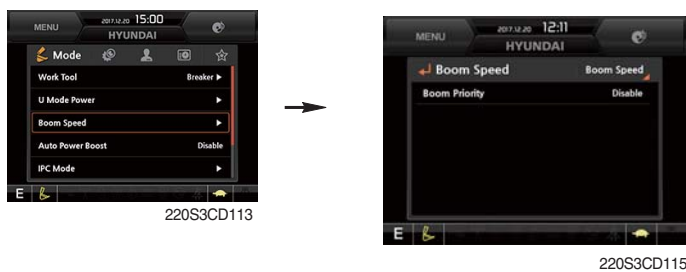 MENU
2017.12.20 15:00
HYUNDAI
Mode
Work Tool Breaker ▶
U Mode Power ▶
Boom Speed ▶
Auto Power Boost Disable
IPC Mode ▶
E
220S3CD113
MENU
2017.12.20 12:11
HYUNDAI
Boom Speed Boom Speed
Boom Priority Disable
E
220S3CD115